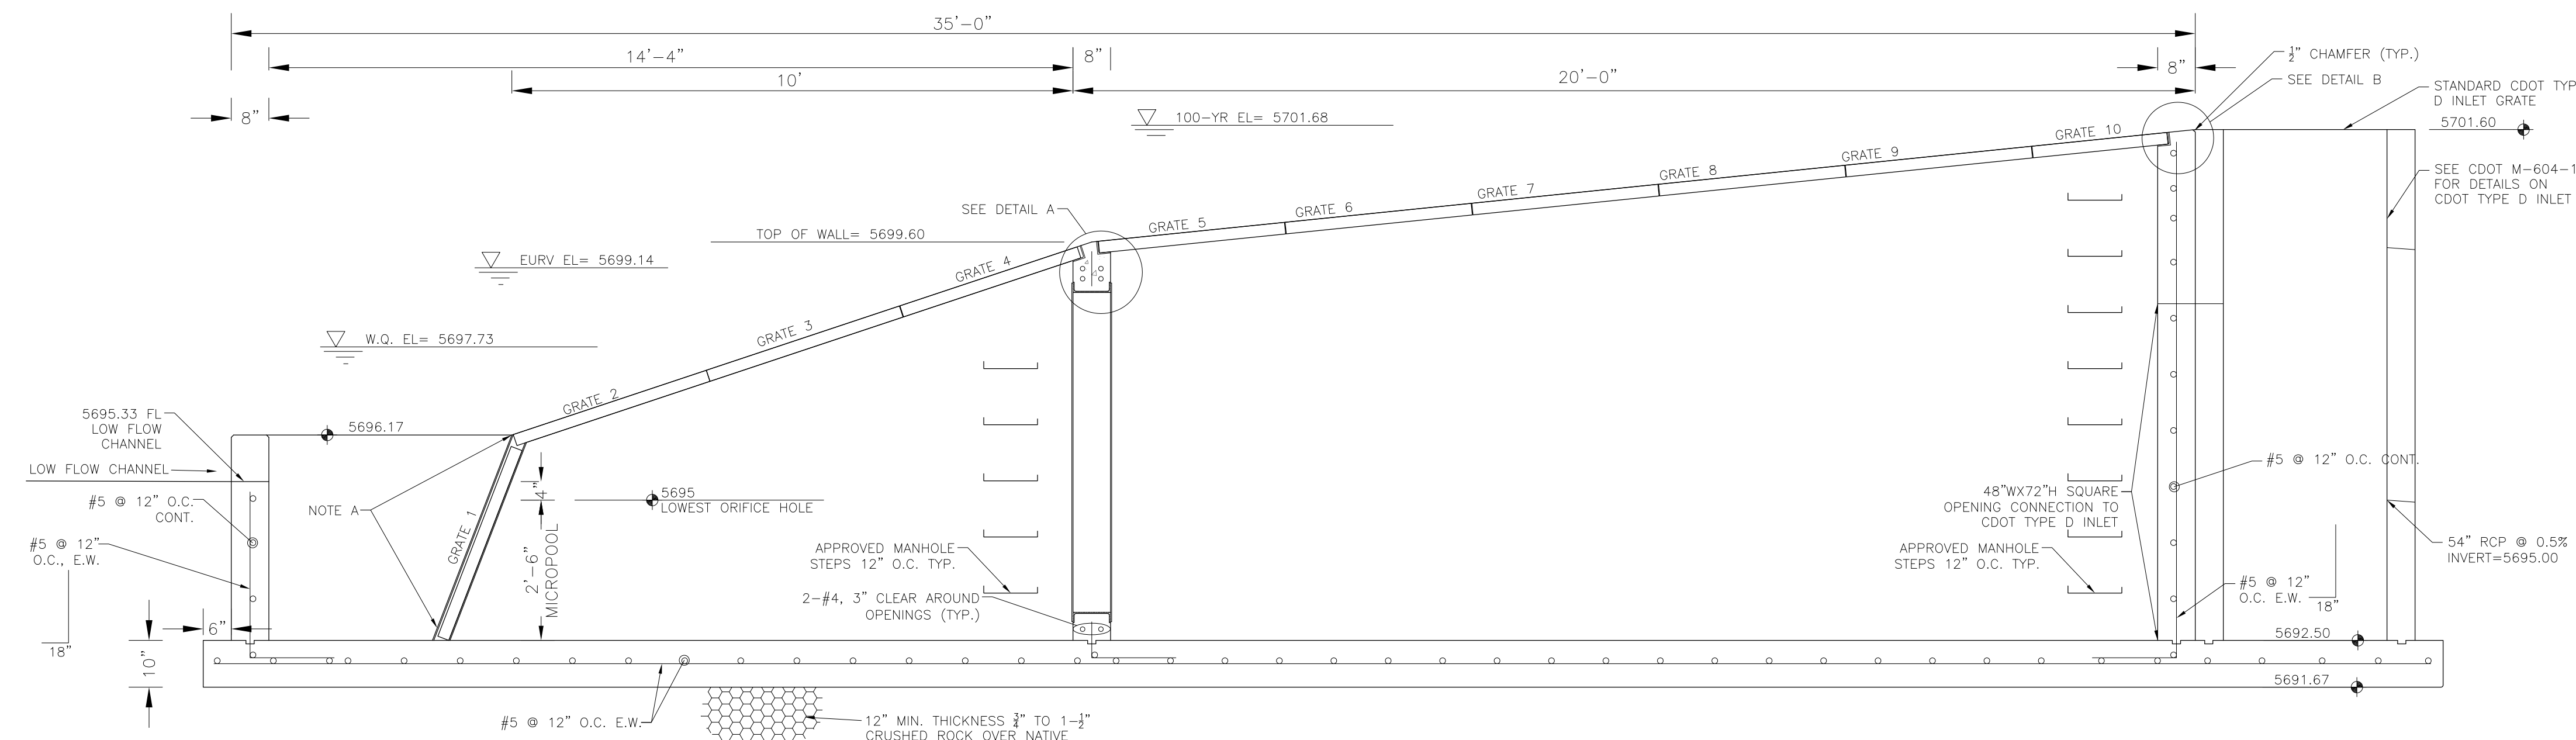 35'-0"
14'-4"
8"
10'
20'-0"
8"
8"
½" CHAMFER (TYP.)
SEE DETAIL B
STANDARD CDOT TYP
D INLET GRATE
5701.60
100-YR EL= 5701.68
GRATE 10
GRATE 9
GRATE 8
GRATE 7
GRATE 6
GRATE 5
SEE DETAIL A
TOP OF WALL= 5699.60
SEE CDOT M-604-1
FOR DETAILS ON
CDOT TYPE D INLET
EURV EL= 5699.14
GRATE 4
GRATE 3
W.Q. EL= 5697.73
GRATE 2
5695.33 FL
LOW FLOW
CHANNEL
5696.17
LOW FLOW CHANNEL
#5 @ 12" O.C.
CONT.
NOTE A
GRATE 1
4"
5695
LOWEST ORIFICE HOLE
2'-6"
MICROPOOL
#5 @ 12"
O.C., E.W.
18"
6"
10"
APPROVED MANHOLE
STEPS 12" O.C. TYP.
2-#4, 3" CLEAR AROUND
OPENINGS (TYP.)
#5 @ 12" O.C. CONT.
48"WX72"H SQUARE
OPENING CONNECTION TO
CDOT TYPE D INLET
APPROVED MANHOLE
STEPS 12" O.C. TYP.
54" RCP @ 0.5%
INVERT=5695.00
#5 @ 12"
O.C. E.W.
18"
5692.50
5691.67
#5 @ 12" O.C. E.W.
12" MIN. THICKNESS ¾" TO 1-½"
CRUSHED ROCK OVER NATIVE